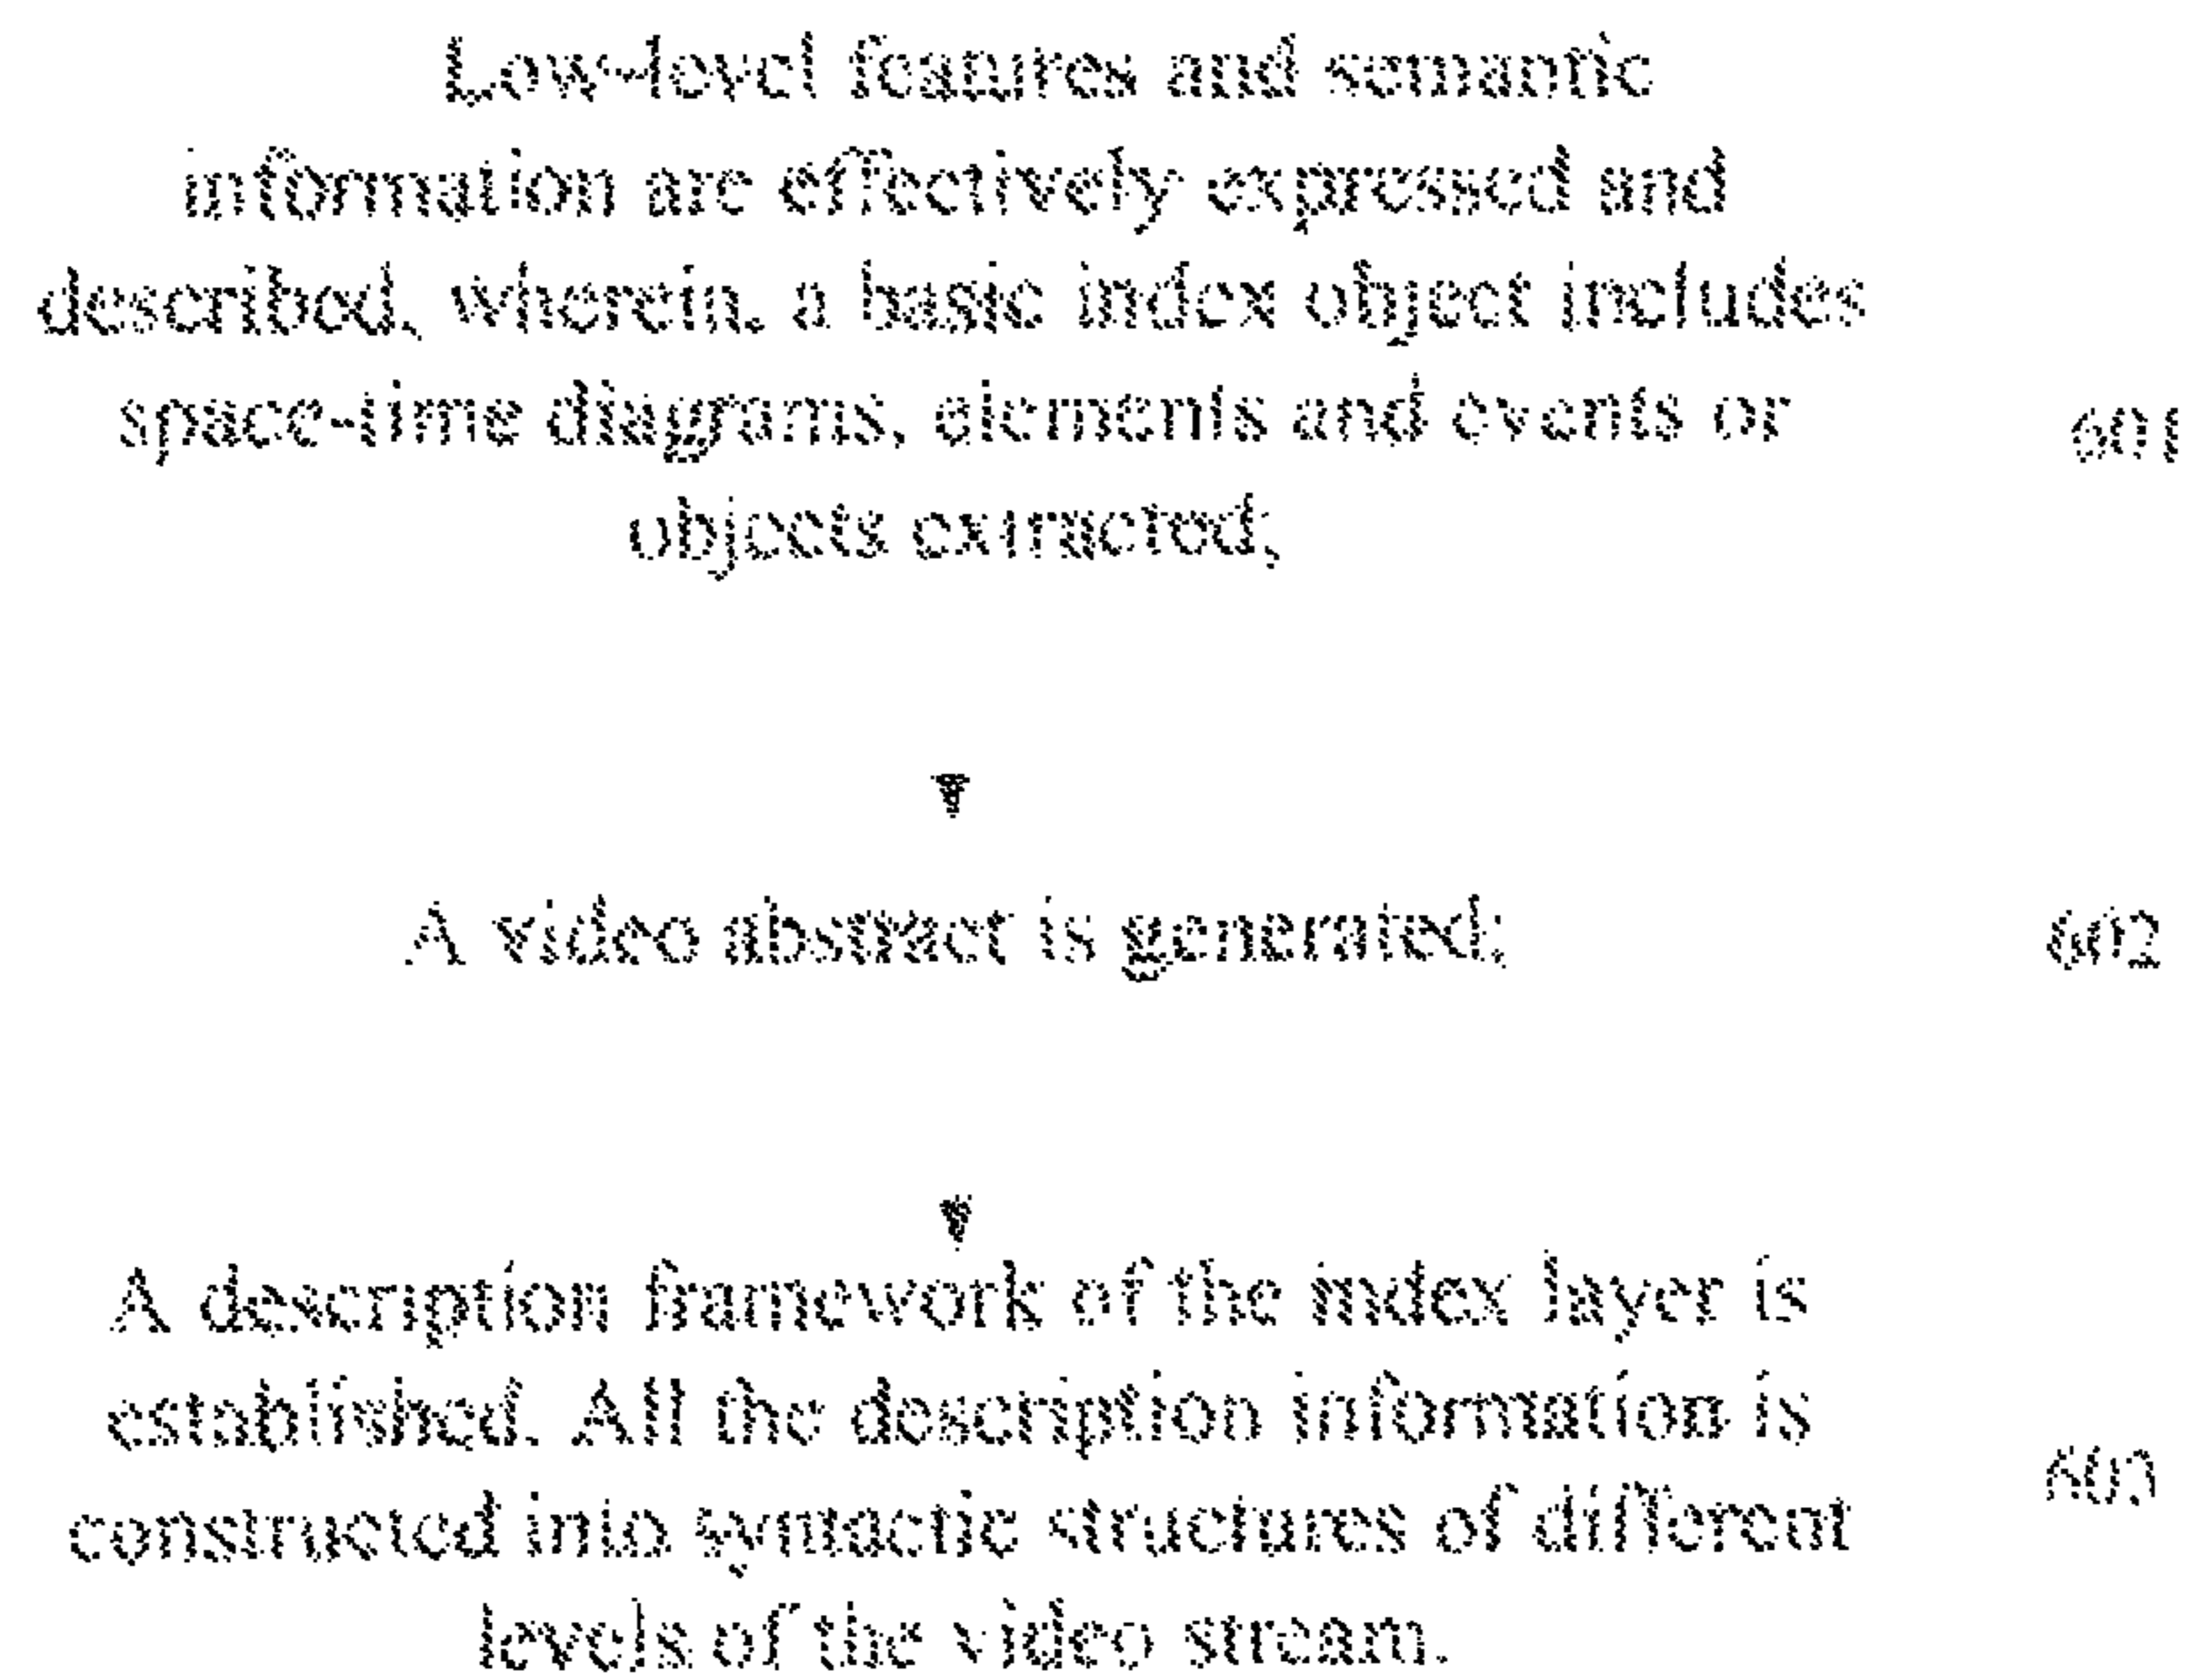 Low-level features and semantic
information are effectively expressed and
described, wherein, a basic index object includes
space-time diagrams, elements and events or
601
objects extracted;
A video abstract is generated;
602
A description framework of the index layer is
established. All the description information is
603
constructed into syntactic structures of different
levels of the video stream.